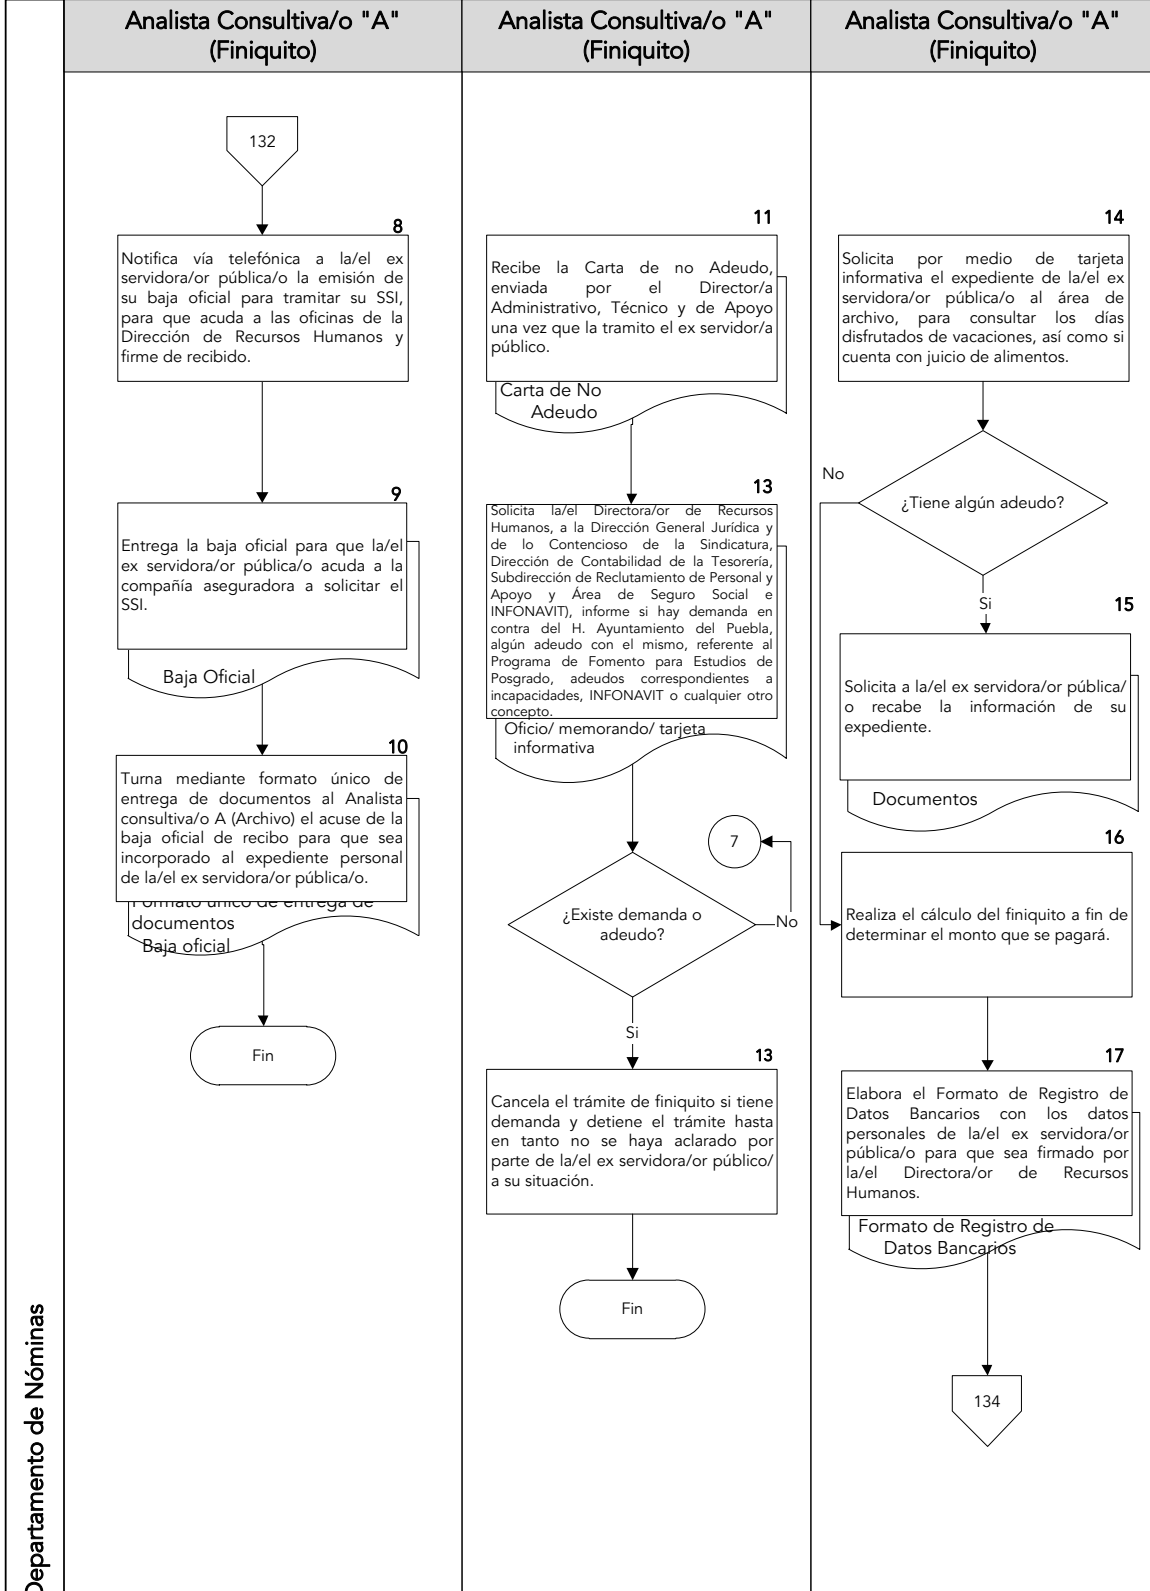 Analista Consultiva/o "A"
(Finiquito)
Analista Consultiva/o "A"
(Finiquito)
Analista Consultiva/o "A"
(Finiquito)
Departamento de Nóminas
132
8
Notifica vía telefónica a la/el ex
servidora/or pública/o la emisión de
su baja oficial para tramitar su SSI,
para que acuda a las oficinas de la
Dirección de Recursos Humanos y
firme de recibido.
9
Entrega la baja oficial para que la/el
ex servidora/or pública/o acuda a la
compañía aseguradora a solicitar el
SSI.
Baja Oficial
10
Turna mediante formato único de
entrega de documentos al Analista
consultiva/o A (Archivo) el acuse de la
baja oficial de recibo para que sea
incorporado al expediente personal
de la/el ex servidora/or pública/o.
Formato único de entrega de
documentos
Baja oficial
Fin
11
Recibe la Carta de no Adeudo,
enviada por el Director/a
Administrativo, Técnico y de Apoyo
una vez que la tramito el ex servidor/a
público.
Carta de No
Adeudo
13
Solicita la/el Directora/or de Recursos
Humanos, a la Dirección General Jurídica y
de lo Contencioso de la Sindicatura,
Dirección de Contabilidad de la Tesorería,
Subdirección de Reclutamiento de Personal y
Apoyo y Área de Seguro Social e
INFONAVIT), informe si hay demanda en
contra del H. Ayuntamiento del Puebla,
algún adeudo con el mismo, referente al
Programa de Fomento para Estudios de
Posgrado, adeudos correspondientes a
incapacidades, INFONAVIT o cualquier otro
concepto.
Oficio/ memorando/ tarjeta
informativa
7
¿Existe demanda o
adeudo?
No
Si
13
Cancela el trámite de finiquito si tiene
demanda y detiene el trámite hasta
en tanto no se haya aclarado por
parte de la/el ex servidora/or público/
a su situación.
Fin
14
Solicita por medio de tarjeta
informativa el expediente de la/el ex
servidora/or pública/o al área de
archivo, para consultar los días
disfrutados de vacaciones, así como si
cuenta con juicio de alimentos.
No
¿Tiene algún adeudo?
Si
15
Solicita a la/el ex servidora/or pública/
o recabe la información de su
expediente.
Documentos
16
Realiza el cálculo del finiquito a fin de
determinar el monto que se pagará.
17
Elabora el Formato de Registro de
Datos Bancarios con los datos
personales de la/el ex servidora/or
pública/o para que sea firmado por
la/el Directora/or de Recursos
Humanos.
Formato de Registro de
Datos Bancarios
134